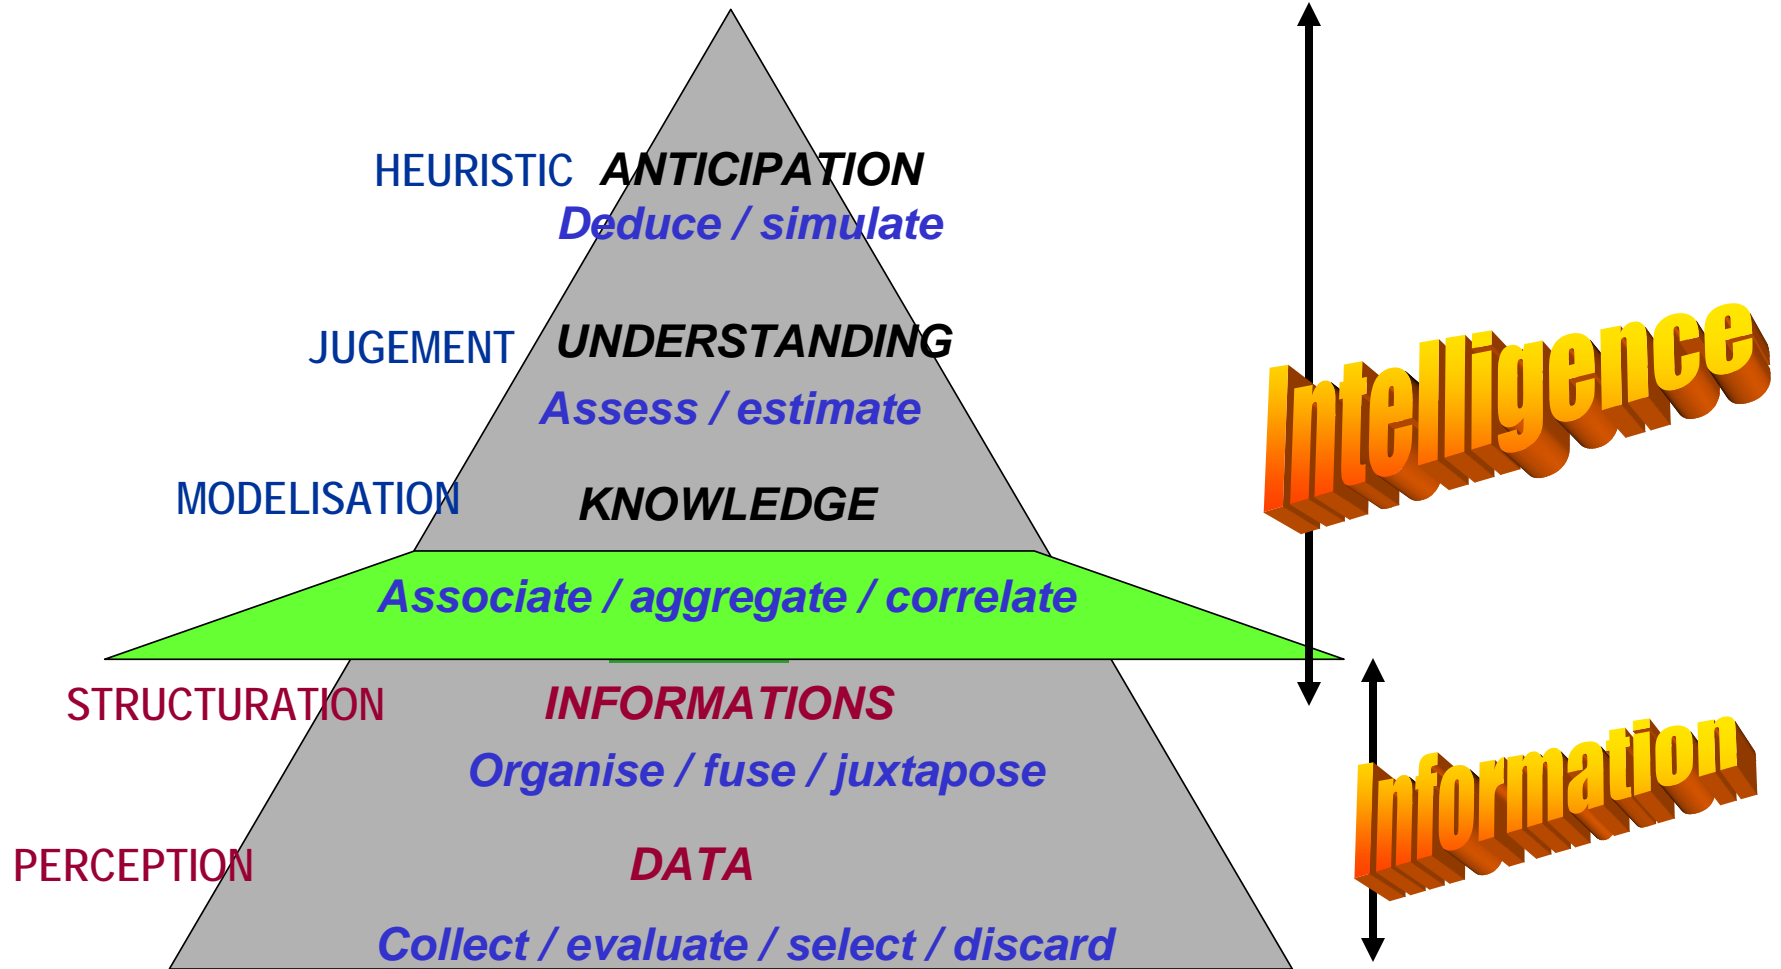 HEURISTIC ANTICIPATION
Deduce / simulate
JUGEMENT UNDERSTANDING
Assess / estimate
Intelligence
MODELISATION KNOWLEDGE
Associate / aggregate / correlate
STRUCTURATION INFORMATIONS
Organise / fuse / juxtapose
Information
PERCEPTION DATA
Collect / evaluate / select / discard